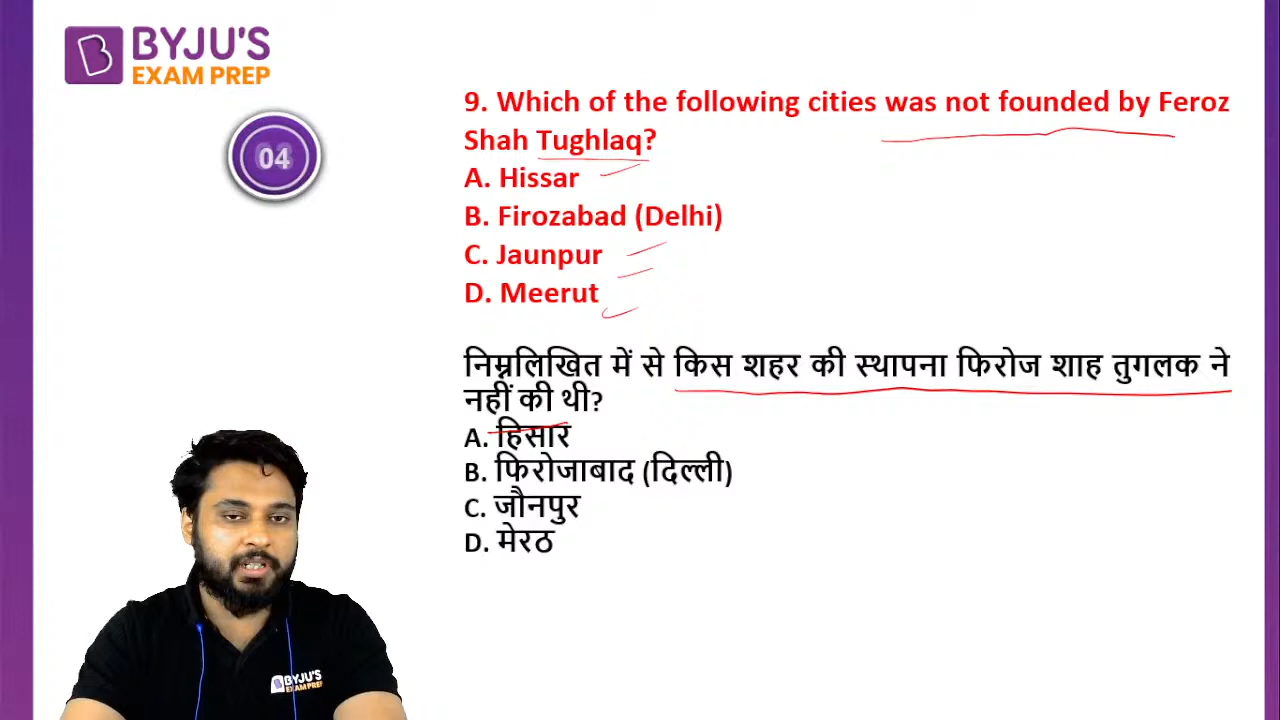 BYJU'S
EXAM PREP
04
9. Which of the following cities was not founded by Feroz
Shah Tughlaq?
A. Hissar
B. Firozabad (Delhi)
C. Jaunpur
D. Meerut
निम्नलिखित में से किस शहर की स्थापना फिरोज शाह तुगलक ने
नहीं की थी?
A. हिसार
B. फिरोजाबाद (दिल्ली)
C. जौनपुर
D. मेरठ
BYJU'S
EXAM PREP